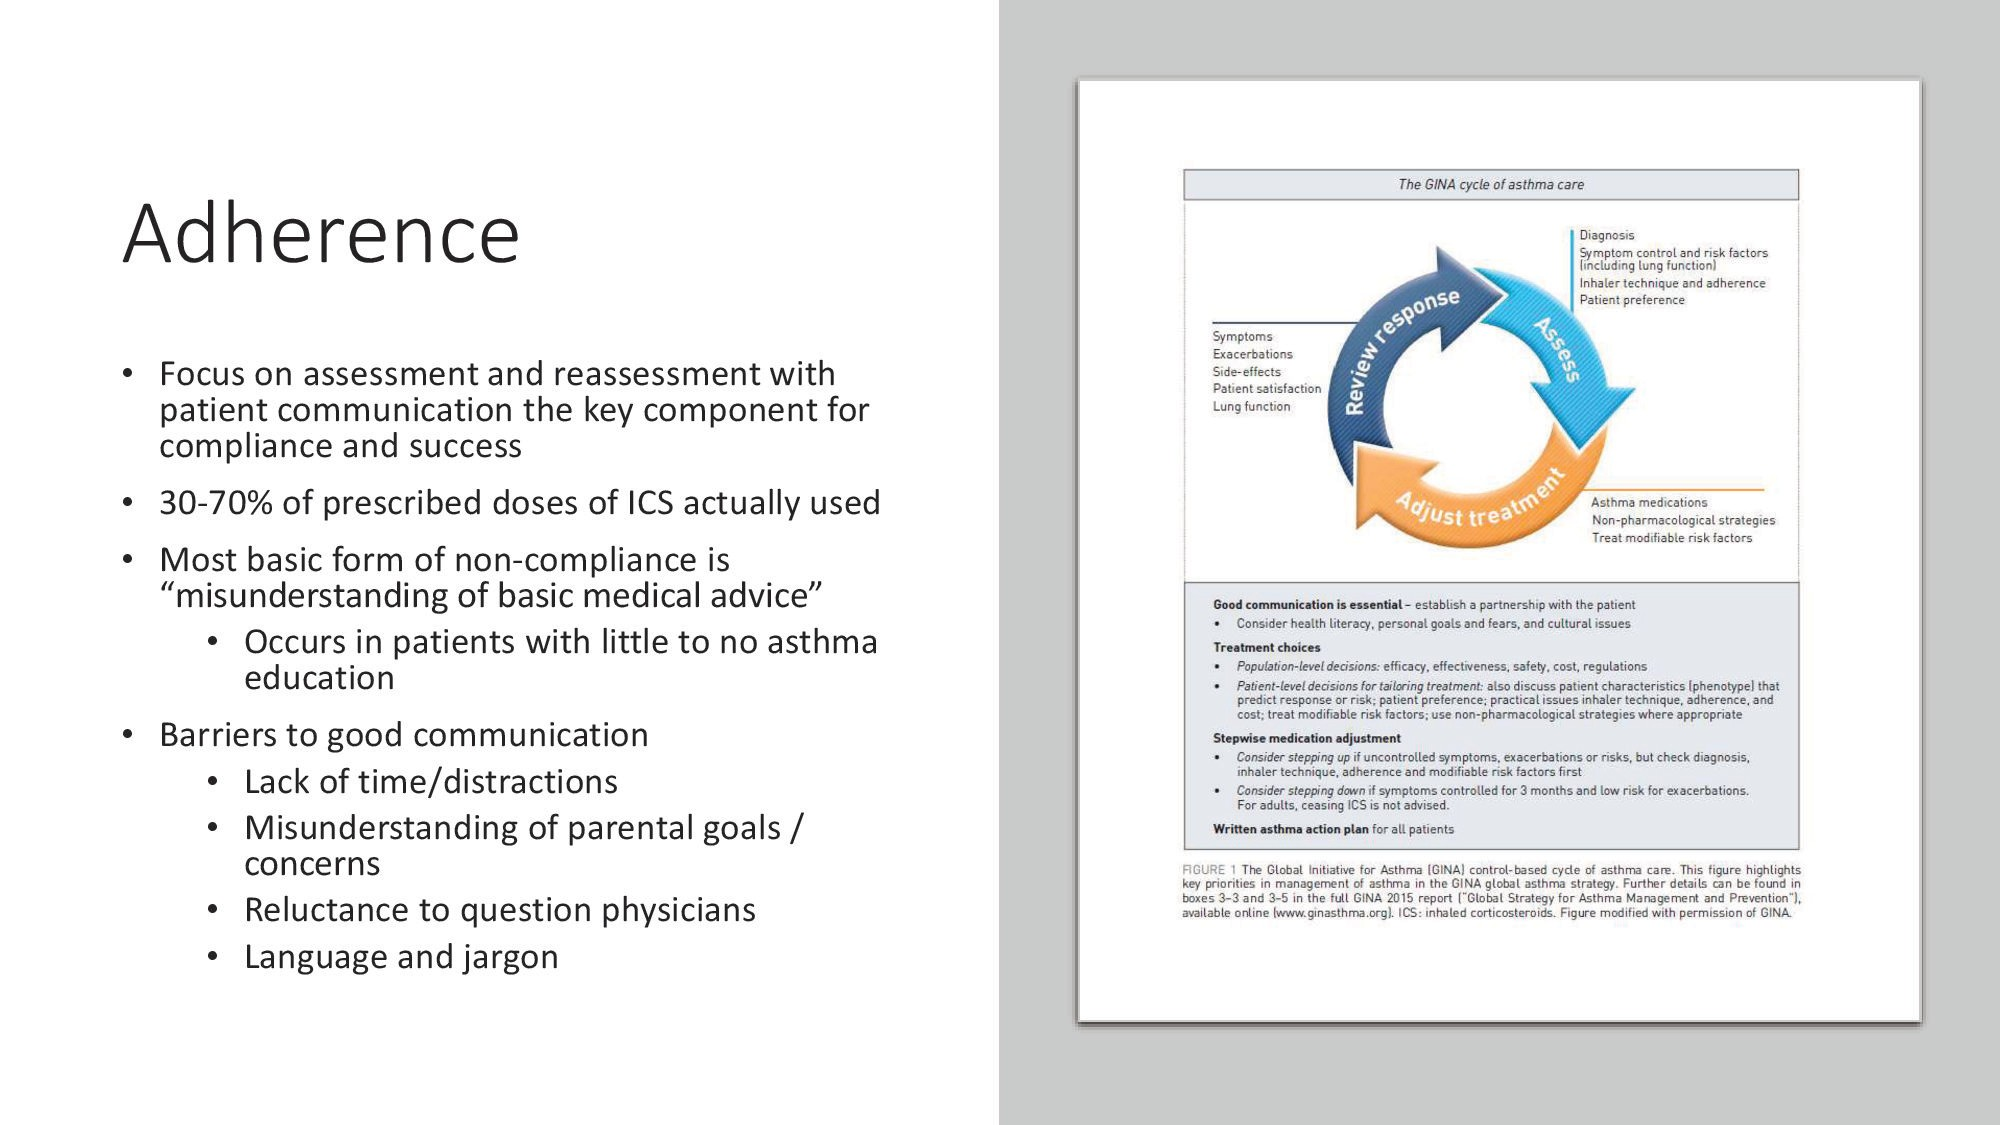 Adherence
• Focus on assessment and reassessment with
patient communication the key component for
compliance and success
• 30-70% of prescribed doses of ICS actually used
• Most basic form of non-compliance is
“misunderstanding of basic medical advice”
• Occurs in patients with little to no asthma
education
• Barriers to good communication
• Lack of time/distractions
• Misunderstanding of parental goals /
concerns
• Reluctance to question physicians
• Language and jargon
The GINA cycle of asthma care
Diagnosis
Symptom control and risk factors
(including lung function)
Inhaler technique and adherence
Patient preference
Review response
Assess
Adjust treatment
Symptoms
Exacerbations
Side-effects
Patient satisfaction
Lung function
Asthma medications
Non-pharmacological strategies
Treat modifiable risk factors
Good communication is essential – establish a partnership with the patient
• Consider health literacy, personal goals and fears, and cultural issues
Treatment choices
• Population-level decisions: efficacy, effectiveness, safety, cost, regulations
• Patient-level decisions for tailoring treatment: also discuss patient characteristics (phenotype) that
predict response or risk; patient preference; practical issues inhaler technique, adherence, and
cost; treat modifiable risk factors; use non-pharmacological strategies where appropriate
Stepwise medication adjustment
• Consider stepping up if uncontrolled symptoms, exacerbations or risks, but check diagnosis,
inhaler technique, adherence and modifiable risk factors first
• Consider stepping down if symptoms controlled for 3 months and low risk for exacerbations.
For adults, ceasing ICS is not advised.
Written asthma action plan for all patients
FIGURE 1 The Global Initiative for Asthma (GINA) control-based cycle of asthma care. This figure highlights
key priorities in management of asthma in the GINA global asthma strategy. Further details can be found in
boxes 3–3 and 3–5 in the full GINA 2015 report ("Global Strategy for Asthma Management and Prevention"),
available online (www.ginasthma.org). ICS: inhaled corticosteroids. Figure modified with permission of GINA.